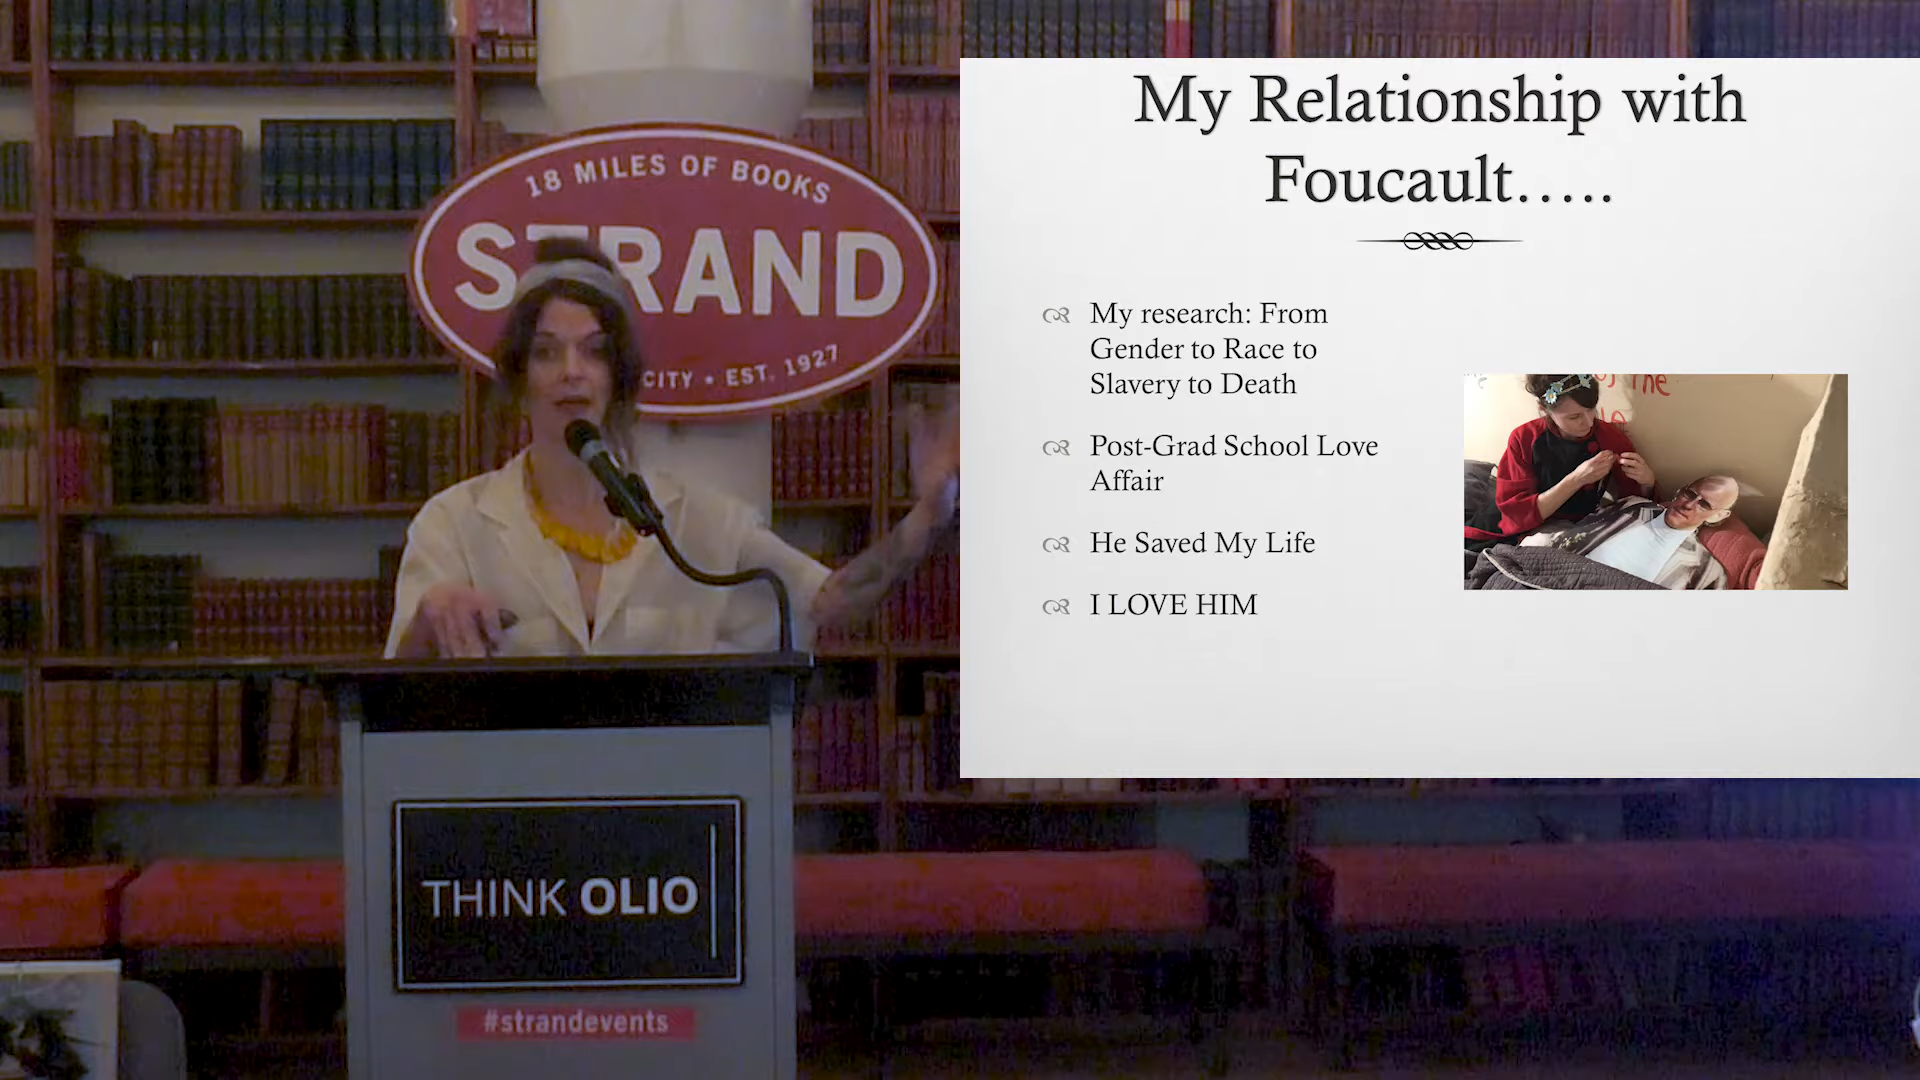 18 MILES OF BOOKS
STRAND
CITY • EST. 1927
THINK OLIO
#strandevents
My Relationship with
Foucault…..
My research: From
Gender to Race to
Slavery to Death
Post-Grad School Love
Affair
He Saved My Life
I LOVE HIM
the